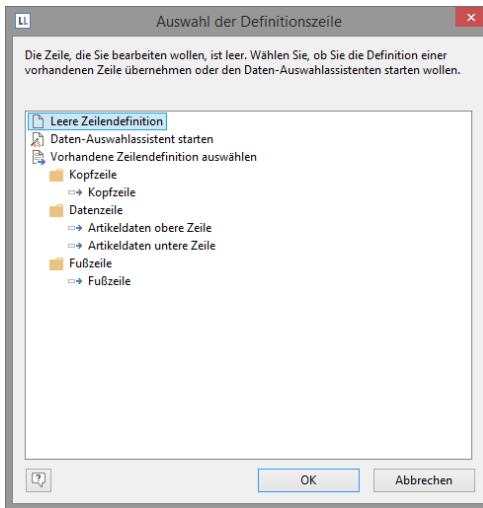 LL
Auswahl der Definitionszeile
Die Zeile, die Sie bearbeiten wollen, ist leer. Wählen Sie, ob Sie die Definition einer
vorhandenen Zeile übernehmen oder den Daten-Auswahlassistenten starten wollen.
Leere Zeilendefinition
Daten-Auswahlassistent starten
Vorhandene Zeilendefinition auswählen
Kopfzeile
Kopfzeile
Datenzeile
Artikeldaten obere Zeile
Artikeldaten untere Zeile
Fußzeile
Fußzeile
OK
Abbrechen